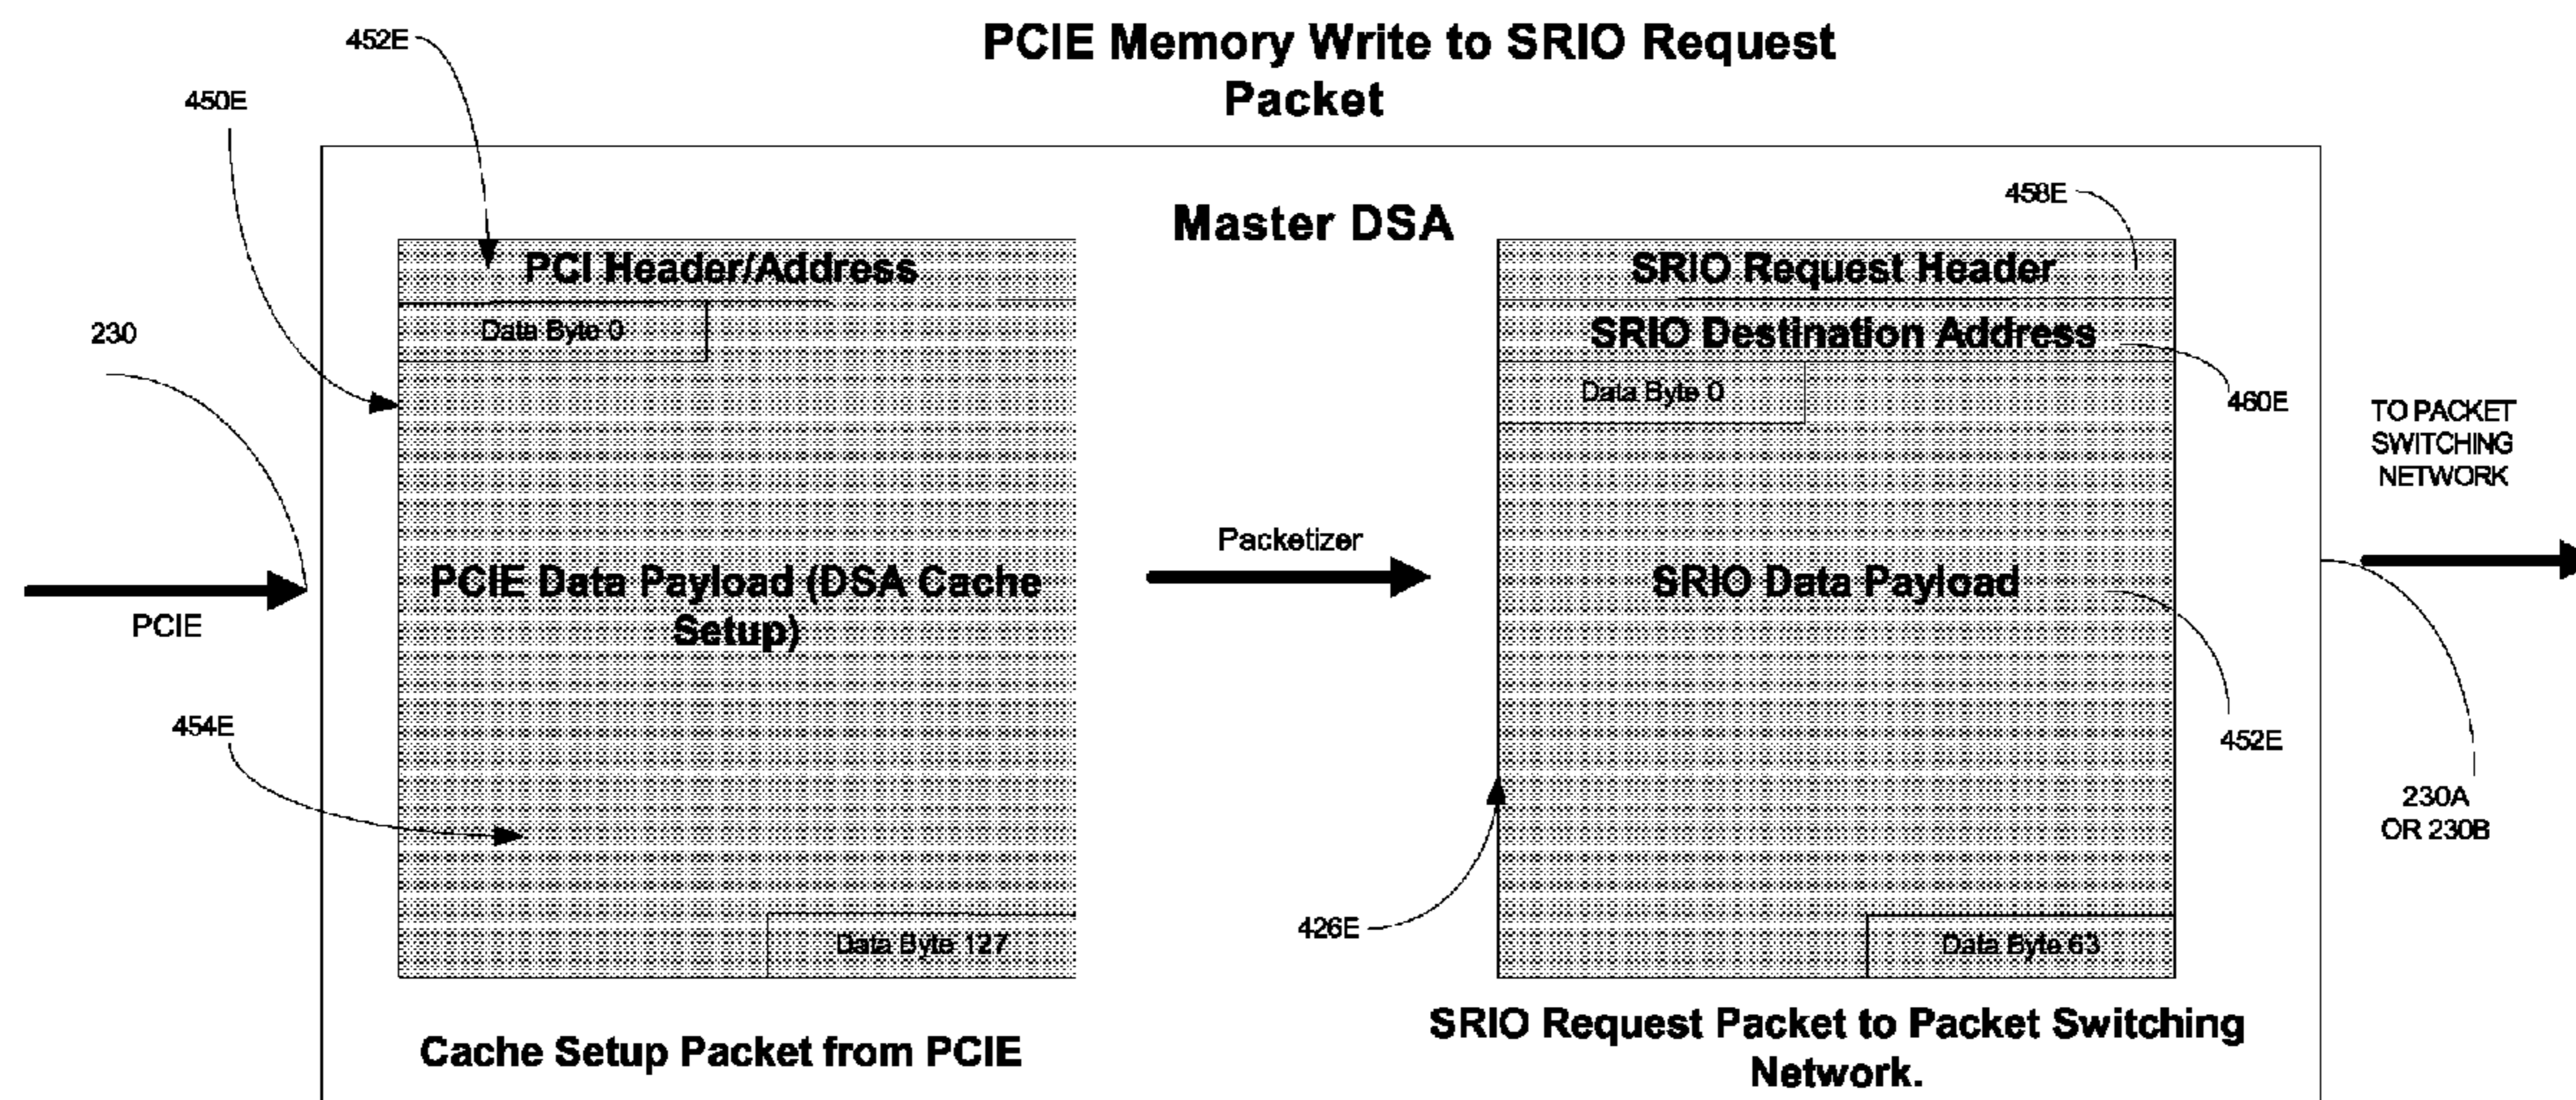 PCIE Memory Write to SRIO Request
Packet
452E
450E
458E
Master DSA
PCI Header/Address
SRIO Request Header
Data Byte 0
SRIO Destination Address
230
Data Byte 0
460E
TO PACKET
SWITCHING
NETWORK
Packetizer
PCIE Data Payload (DSA Cache
Setup)
SRIO Data Payload
PCIE
454E
452E
230A
OR 230B
426E
Data Byte 127
Data Byte 63
Cache Setup Packet from PCIE
SRIO Request Packet to Packet Switching
Network.